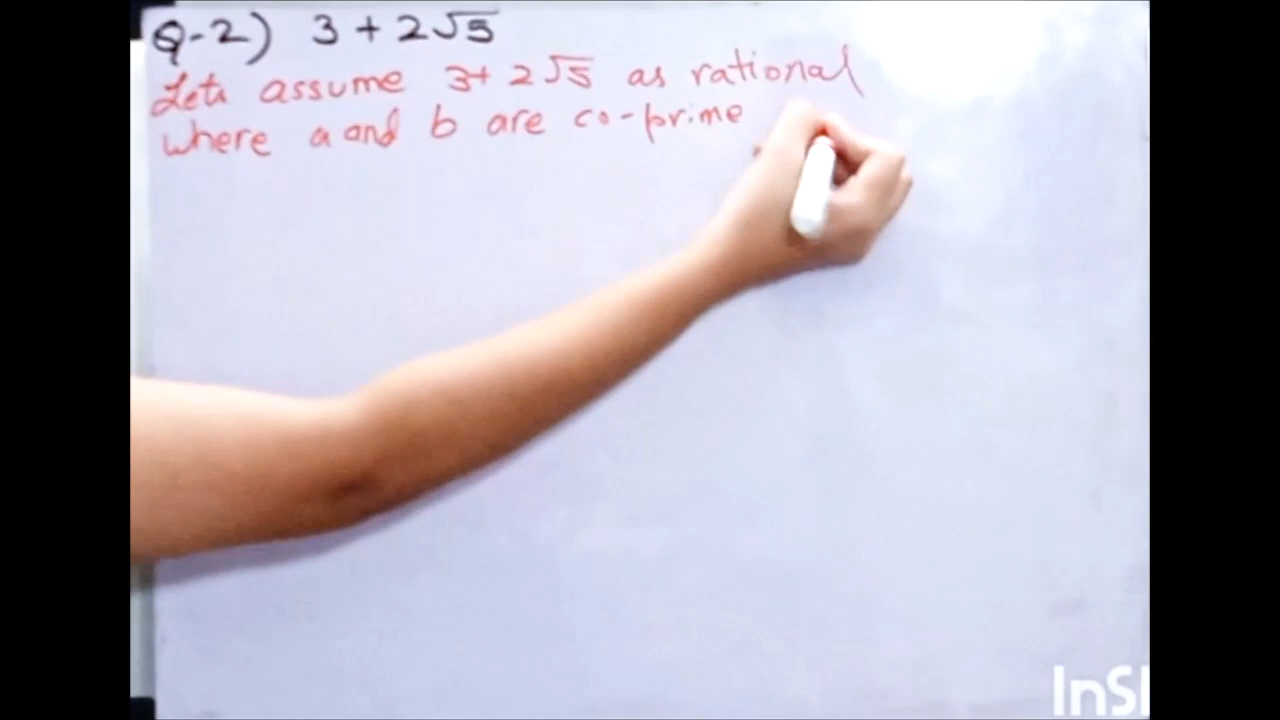 Q-2) 3 + 2√5
Lets assume 3+ 2√5 as rational
where a and b are co-prime
InS